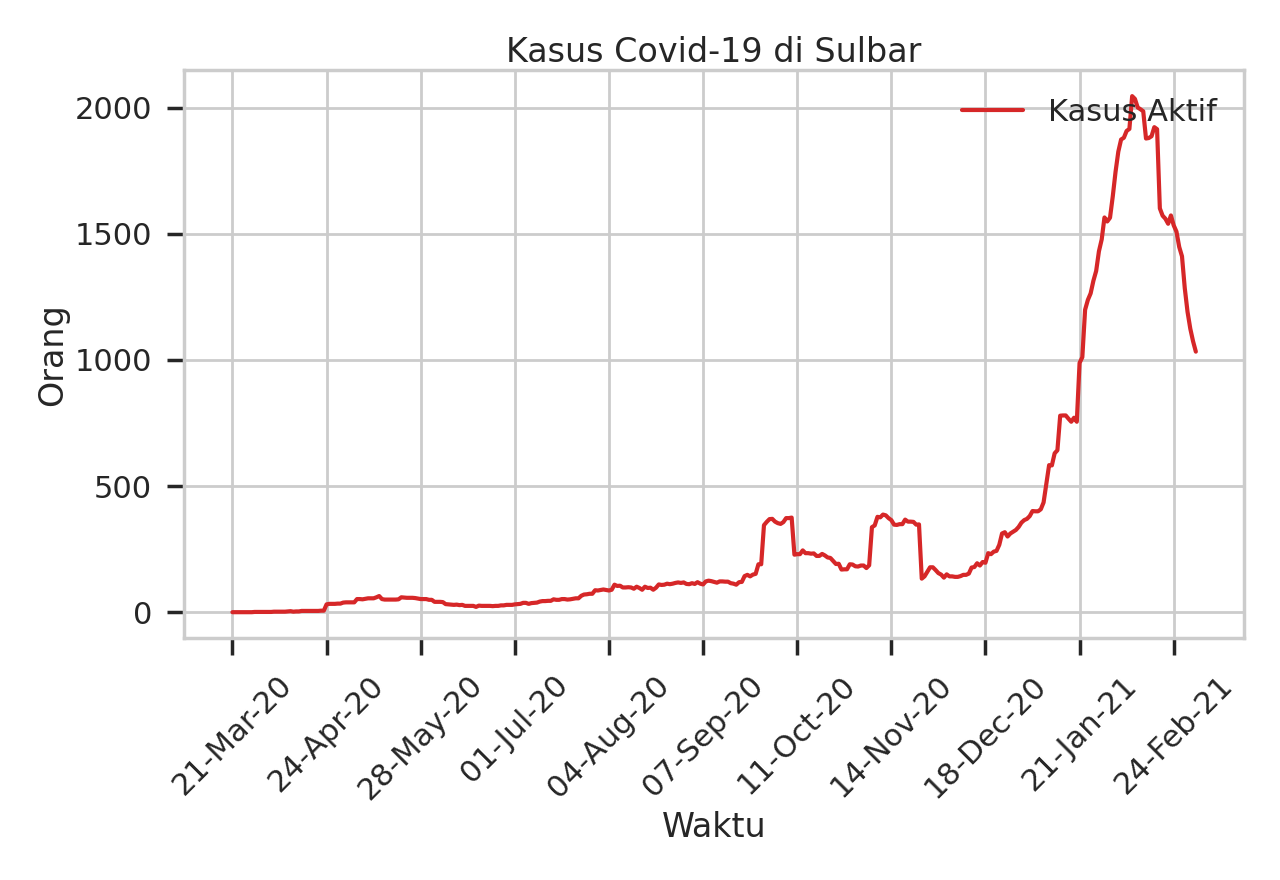 Kasus Covid-19 di Sulbar
Kasus Aktif
2000
1500
1000
500
0
Orang
21-Mar-20
24-Apr-20
28-May-20
01-Jul-20
04-Aug-20
07-Sep-20
11-Oct-20
14-Nov-20
18-Dec-20
21-Jan-21
24-Feb-21
Waktu